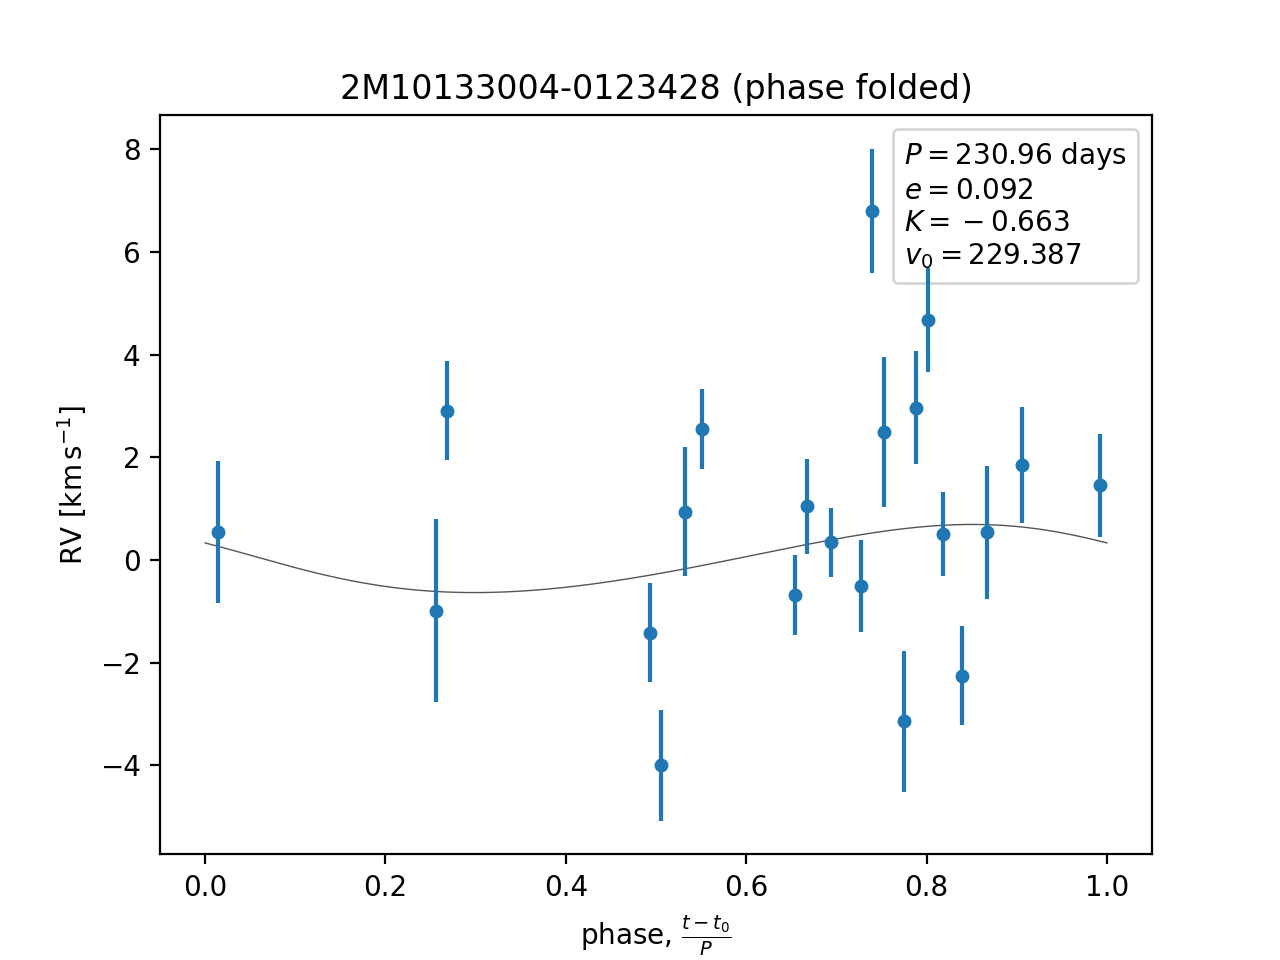 2M10133004-0123428 (phase folded)
P = 230.96 days
e = 0.092
K = −0.663
v₀ = 229.387
8
6
4
2
0
−2
−4
RV [km s⁻¹]
0.0 0.2 0.4 0.6 0.8 1.0
phase, (t − t₀)/P